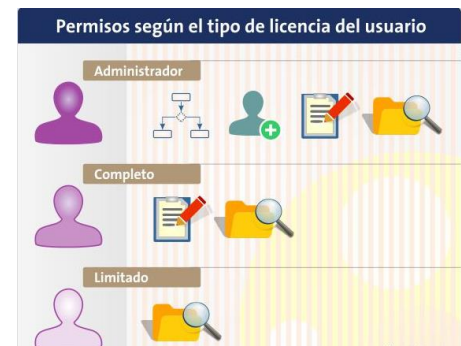 Permisos según el tipo de licencia del usuario
Administrador
Completo
Limitado